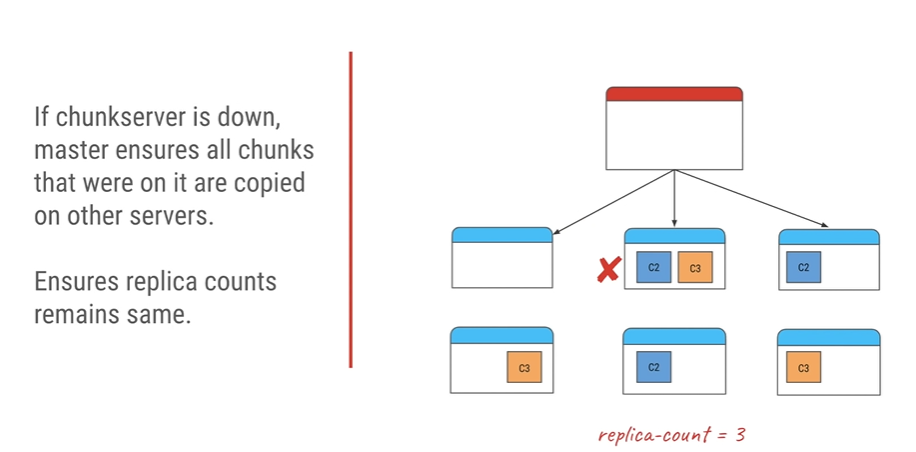 If chunkserver is down,
master ensures all chunks
that were on it are copied
on other servers.
Ensures replica counts
remains same.
C2 C3
C2
C3
C2
C3
replica-count = 3